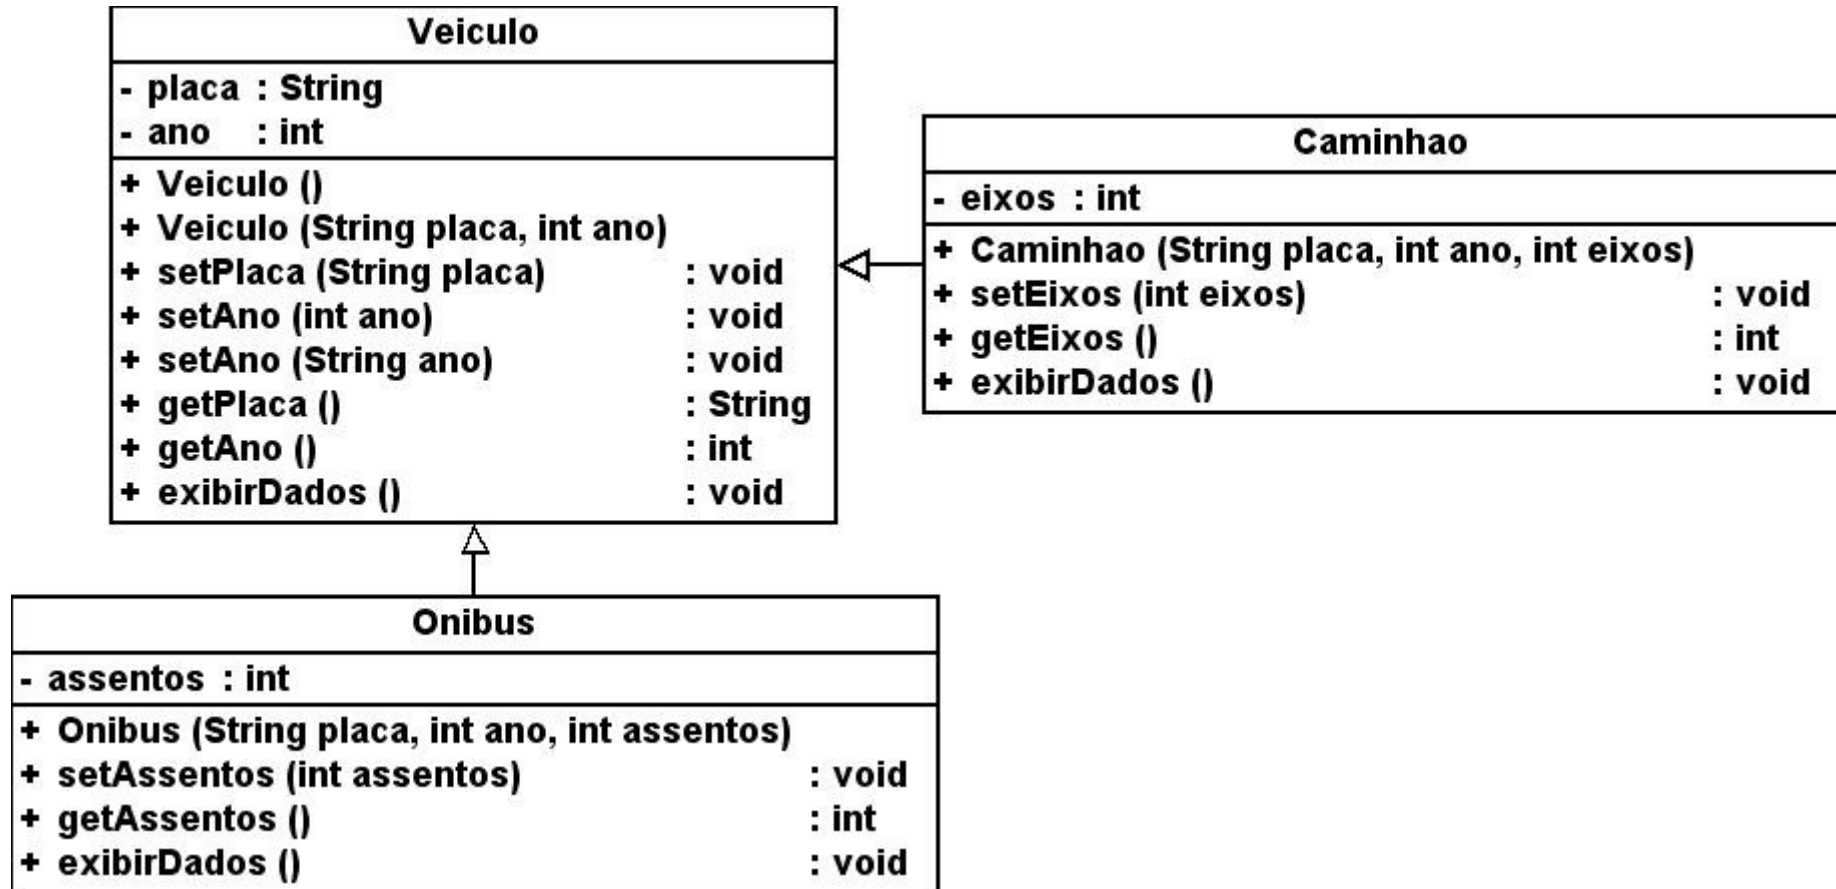 Veiculo
- placa : String
- ano : int
+ Veiculo ()
+ Veiculo (String placa, int ano)
+ setPlaca (String placa) : void
+ setAno (int ano) : void
+ setAno (String ano) : void
+ getPlaca () : String
+ getAno () : int
+ exibirDados () : void
Caminhao
- eixos : int
+ Caminhao (String placa, int ano, int eixos)
+ setEixos (int eixos) : void
+ getEixos () : int
+ exibirDados () : void
Onibus
- assentos : int
+ Onibus (String placa, int ano, int assentos)
+ setAssentos (int assentos) : void
+ getAssentos () : int
+ exibirDados () : void